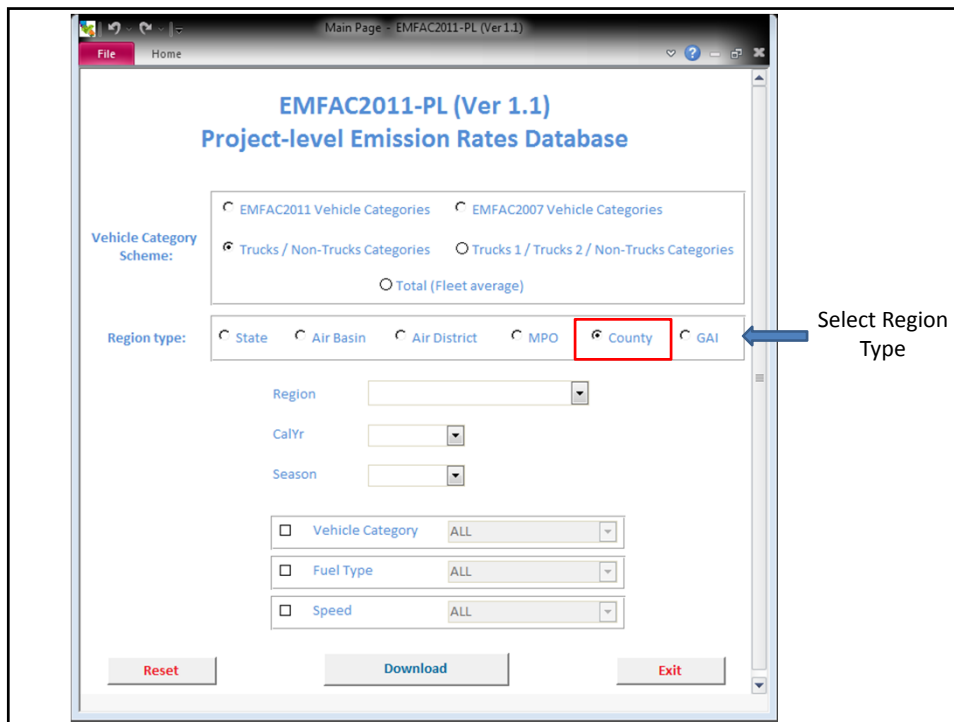 Main Page - EMFAC2011-PL (Ver 1.1)
File Home
EMFAC2011-PL (Ver 1.1)
Project-level Emission Rates Database
Vehicle Category Scheme:
EMFAC2011 Vehicle Categories EMFAC2007 Vehicle Categories
Trucks / Non-Trucks Categories Trucks 1 / Trucks 2 / Non-Trucks Categories
Total (Fleet average)
Region type: State Air Basin Air District MPO County GAI
Select Region
Type
Region
CalYr
Season
Vehicle Category ALL
Fuel Type ALL
Speed ALL
Reset Download Exit